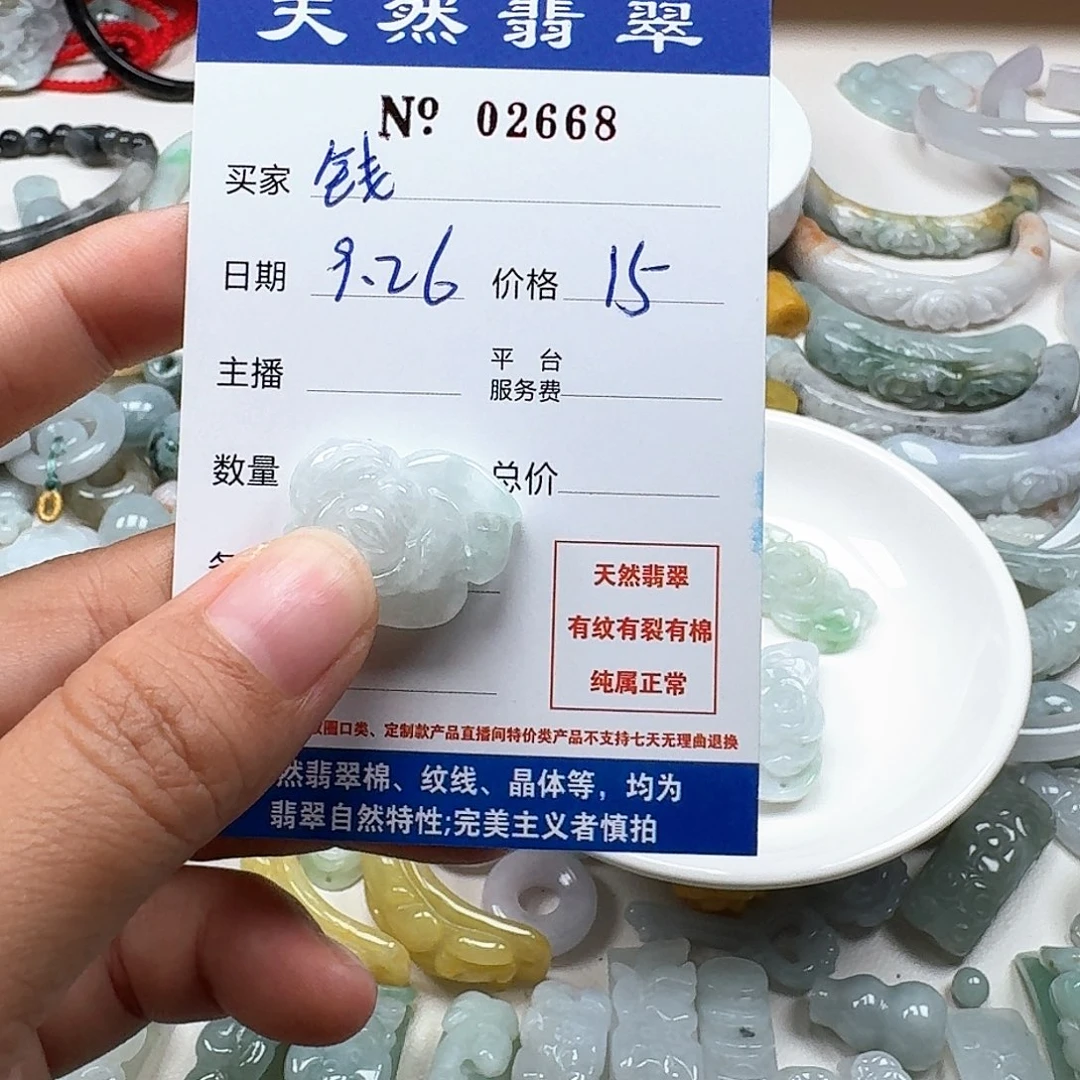 天然翡翠
Nº 02668
买家 钱
日期 9.26 价格 15
主播
平台
服务费
数量
总价
天然翡翠
有纹有裂有棉
纯属正常
圈口类、定制款产品直播间特价类产品不支持七天无理由退换
然翡翠棉、纹线、晶体等，均为
翡翠自然特性;完美主义者慎拍